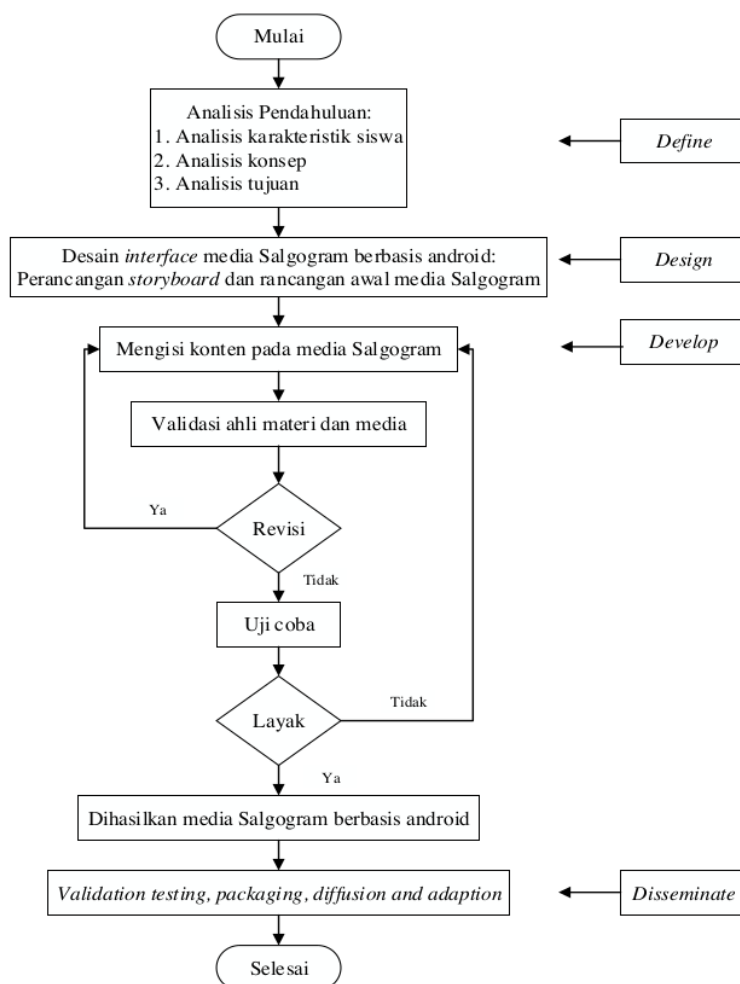 Mulai
Analisis Pendahuluan:
1. Analisis karakteristik siswa
2. Analisis konsep
3. Analisis tujuan
Define
Desain interface media Salgogram berbasis android:
Perancangan storyboard dan rancangan awal media Salgogram
Design
Mengisi konten pada media Salgogram
Develop
Validasi ahli materi dan media
Ya
Revisi
Tidak
Uji coba
Layak
Tidak
Ya
Dihasilkan media Salgogram berbasis android
Validation testing, packaging, diffusion and adaption
Disseminate
Selesai